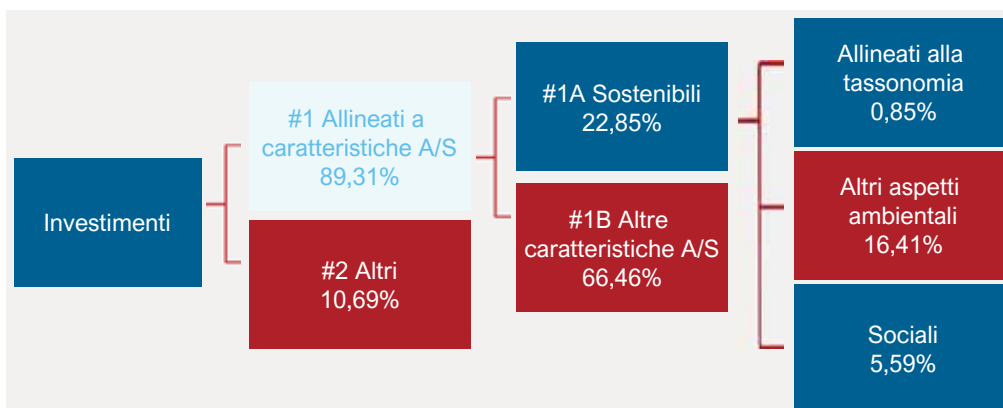 Investimenti
#1 Allineati a
caratteristiche A/S
89,31%
#2 Altri
10,69%
#1A Sostenibili
22,85%
#1B Altre
caratteristiche A/S
66,46%
Allineati alla
tassonomia
0,85%
Altri aspetti
ambientali
16,41%
Sociali
5,59%